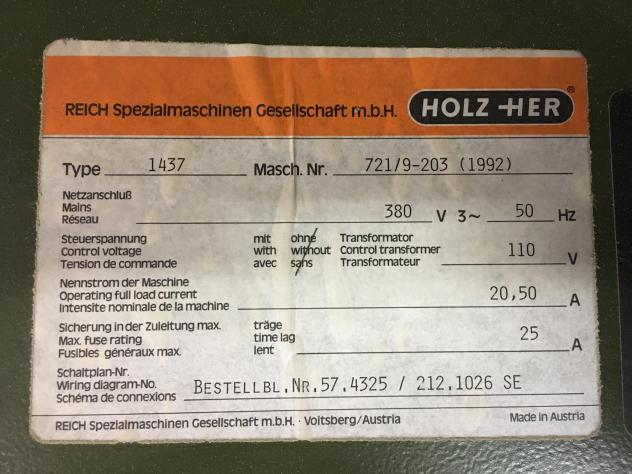 REICH Spezialmaschinen Gesellschaft m.b.H. HOLZ-HER®
Type 1437 Masch. Nr. 721/9-203 (1992)
Netzanschluß
Mains 380 V 3~ 50 Hz
Réseau
Steuerspannung mit ohne Transformator
Control voltage with without Control transformer 110 V
Tension de commande avec sans Transformateur
Nennstrom der Maschine
Operating full load current 20,50 A
Intensite nominale de la machine
Sicherung in der Zuleitung max. träge
Max. fuse rating time lag 25 A
Fusibles généraux max. lent
Schaltplan-Nr.
Wiring diagram-No. BESTELLBL.NR.57.4325 / 212.1026 SE
Schéma de connexions
REICH Spezialmaschinen Gesellschaft m.b.H. · Voitsberg/Austria Made in Austria